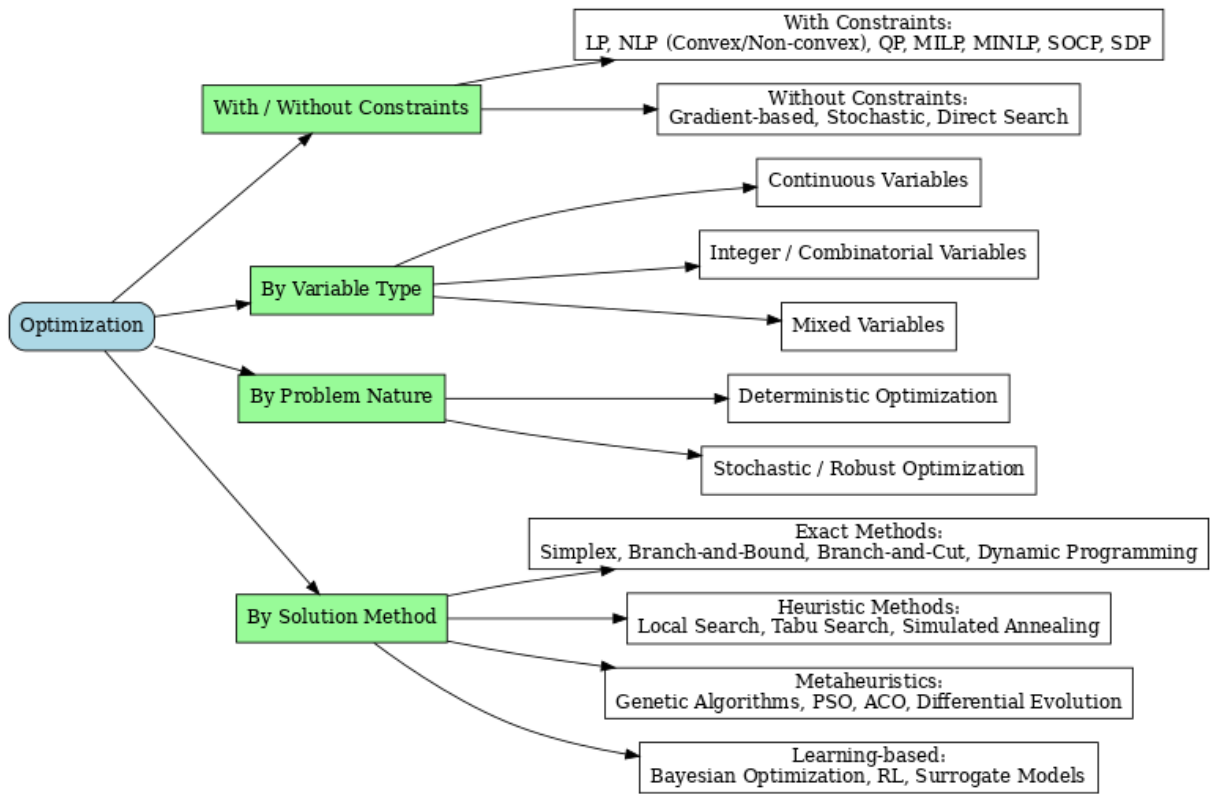 With Constraints:
LP, NLP (Convex/Non-convex), QP, MILP, MINLP, SOCP, SDP
With / Without Constraints
Without Constraints:
Gradient-based, Stochastic, Direct Search
Continuous Variables
Integer / Combinatorial Variables
By Variable Type
Mixed Variables
Optimization
By Problem Nature
Deterministic Optimization
Stochastic / Robust Optimization
Exact Methods:
Simplex, Branch-and-Bound, Branch-and-Cut, Dynamic Programming
By Solution Method
Heuristic Methods:
Local Search, Tabu Search, Simulated Annealing
Metaheuristics:
Genetic Algorithms, PSO, ACO, Differential Evolution
Learning-based:
Bayesian Optimization, RL, Surrogate Models